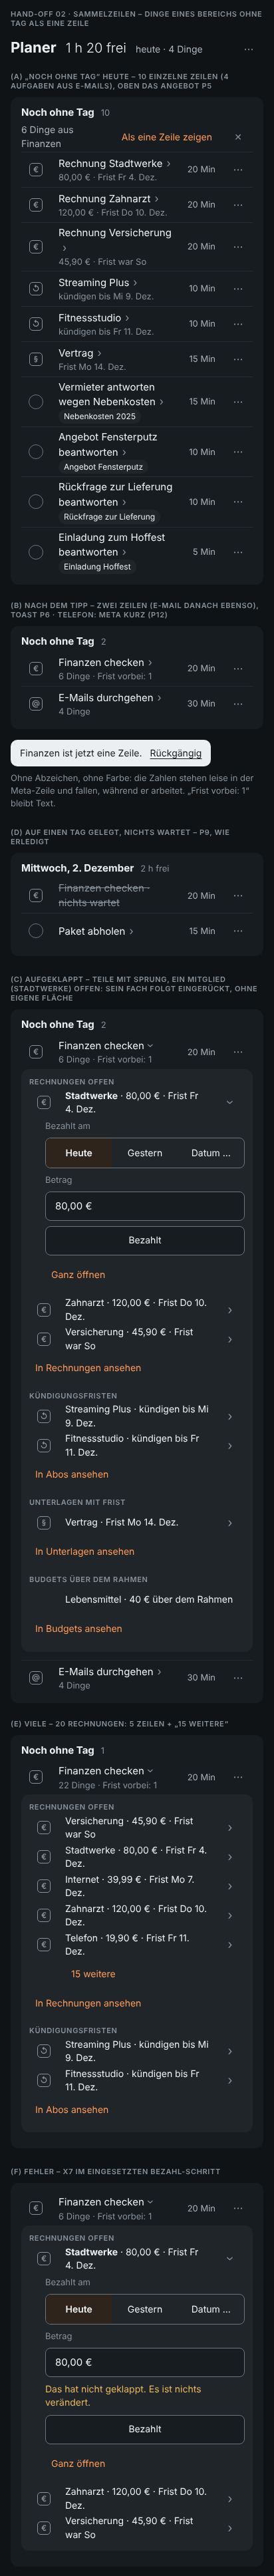 HAND-OFF 02 · SAMMELZEILEN – DINGE EINES BEREICHS OHNE
TAG ALS EINE ZEILE
Planer 1 h 20 frei heute · 4 Dinge ···
(A) „NOCH OHNE TAG“ HEUTE – 10 EINZELNE ZEILEN (4
AUFGABEN AUS E-MAILS), OBEN DAS ANGEBOT P5
Noch ohne Tag 10
6 Dinge aus
Finanzen
Als eine Zeile zeigen ×
€ Rechnung Stadtwerke › 20 Min ···
80,00 € · Frist Fr 4. Dez.
€ Rechnung Zahnarzt › 20 Min ···
120,00 € · Frist Do 10. Dez.
Rechnung Versicherung
€ › 20 Min ···
45,90 € · Frist war So
Streaming Plus › 10 Min ···
kündigen bis Mi 9. Dez.
Fitnessstudio › 10 Min ···
kündigen bis Fr 11. Dez.
§ Vertrag › 15 Min ···
Frist Mo 14. Dez.
Vermieter antworten
wegen Nebenkosten › 15 Min ···
Nebenkosten 2025
Angebot Fensterputz
beantworten › 10 Min ···
Angebot Fensterputz
Rückfrage zur Lieferung
beantworten › 10 Min ···
Rückfrage zur Lieferung
Einladung zum Hoffest
beantworten › 5 Min ···
Einladung Hoffest
(B) NACH DEM TIPP – ZWEI ZEILEN (E-MAIL DANACH EBENSO),
TOAST P6 · TELEFON: META KURZ (P12)
Noch ohne Tag 2
€ Finanzen checken › 20 Min ···
6 Dinge · Frist vorbei: 1
@ E-Mails durchgehen › 30 Min ···
4 Dinge
Finanzen ist jetzt eine Zeile. Rückgängig
Ohne Abzeichen, ohne Farbe: die Zahlen stehen leise in der
Meta-Zeile und fallen, während er arbeitet. „Frist vorbei: 1“
bleibt Text.
(D) AUF EINEN TAG GELEGT, NICHTS WARTET – P9, WIE
ERLEDIGT
Mittwoch, 2. Dezember 2 h frei
€ Finanzen checken -
nichts wartet 20 Min ···
Paket abholen › 15 Min ···
(C) AUFGEKLAPPT – TEILE MIT SPRUNG, EIN MITGLIED
(STADTWERKE) OFFEN: SEIN FACH FOLGT EINGERÜCKT, OHNE
EIGENE FLÄCHE
Noch ohne Tag 2
€ Finanzen checken 20 Min ···
6 Dinge · Frist vorbei: 1
RECHNUNGEN OFFEN
€ Stadtwerke · 80,00 € · Frist Fr
4. Dez.
Bezahlt am
Heute Gestern Datum ...
Betrag
80,00 €
Bezahlt
Ganz öffnen
€ Zahnarzt · 120,00 € · Frist Do 10.
Dez. ›
€ Versicherung · 45,90 € · Frist
war So ›
In Rechnungen ansehen
KÜNDIGUNGSFRISTEN
Streaming Plus · kündigen bis Mi
9. Dez. ›
Fitnessstudio · kündigen bis Fr
11. Dez. ›
In Abos ansehen
UNTERLAGEN MIT FRIST
§ Vertrag · Frist Mo 14. Dez. ›
In Unterlagen ansehen
BUDGETS ÜBER DEM RAHMEN
Lebensmittel · 40 € über dem Rahmen
In Budgets ansehen
@ E-Mails durchgehen › 30 Min ···
4 Dinge
(E) VIELE – 20 RECHNUNGEN: 5 ZEILEN + „15 WEITERE“
Noch ohne Tag 1
€ Finanzen checken 20 Min ···
22 Dinge · Frist vorbei: 1
RECHNUNGEN OFFEN
€ Versicherung · 45,90 € · Frist
war So ›
€ Stadtwerke · 80,00 € · Frist Fr 4.
Dez. ›
€ Internet · 39,99 € · Frist Mo 7.
Dez. ›
€ Zahnarzt · 120,00 € · Frist Do 10.
Dez. ›
€ Telefon · 19,90 € · Frist Fr 11.
Dez. ›
15 weitere
In Rechnungen ansehen
KÜNDIGUNGSFRISTEN
Streaming Plus · kündigen bis Mi
9. Dez. ›
Fitnessstudio · kündigen bis Fr
11. Dez. ›
In Abos ansehen
(F) FEHLER – X7 IM EINGESETZTEN BEZAHL-SCHRITT
€ Finanzen checken 20 Min ···
6 Dinge · Frist vorbei: 1
RECHNUNGEN OFFEN
€ Stadtwerke · 80,00 € · Frist Fr
4. Dez.
Bezahlt am
Heute Gestern Datum ...
Betrag
80,00 €
Das hat nicht geklappt. Es ist nichts
verändert.
Bezahlt
Ganz öffnen
€ Zahnarzt · 120,00 € · Frist Do 10.
Dez. ›
€ Versicherung · 45,90 € · Frist
war So ›